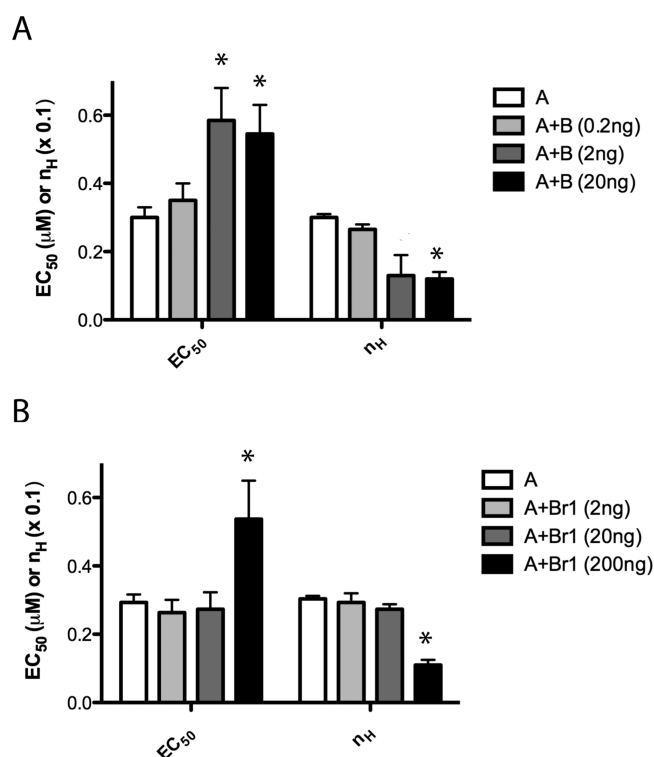 A
EC50 (μM) or nH (x 0.1)
0.6
0.4
0.2
0.0
*
*
*
EC50
nH
A
A+B (0.2ng)
A+B (2ng)
A+B (20ng)
B
EC50 (μM) or nH (x 0.1)
0.6
0.4
0.2
0.0
*
*
EC50
nH
A
A+Br1 (2ng)
A+Br1 (20ng)
A+Br1 (200ng)